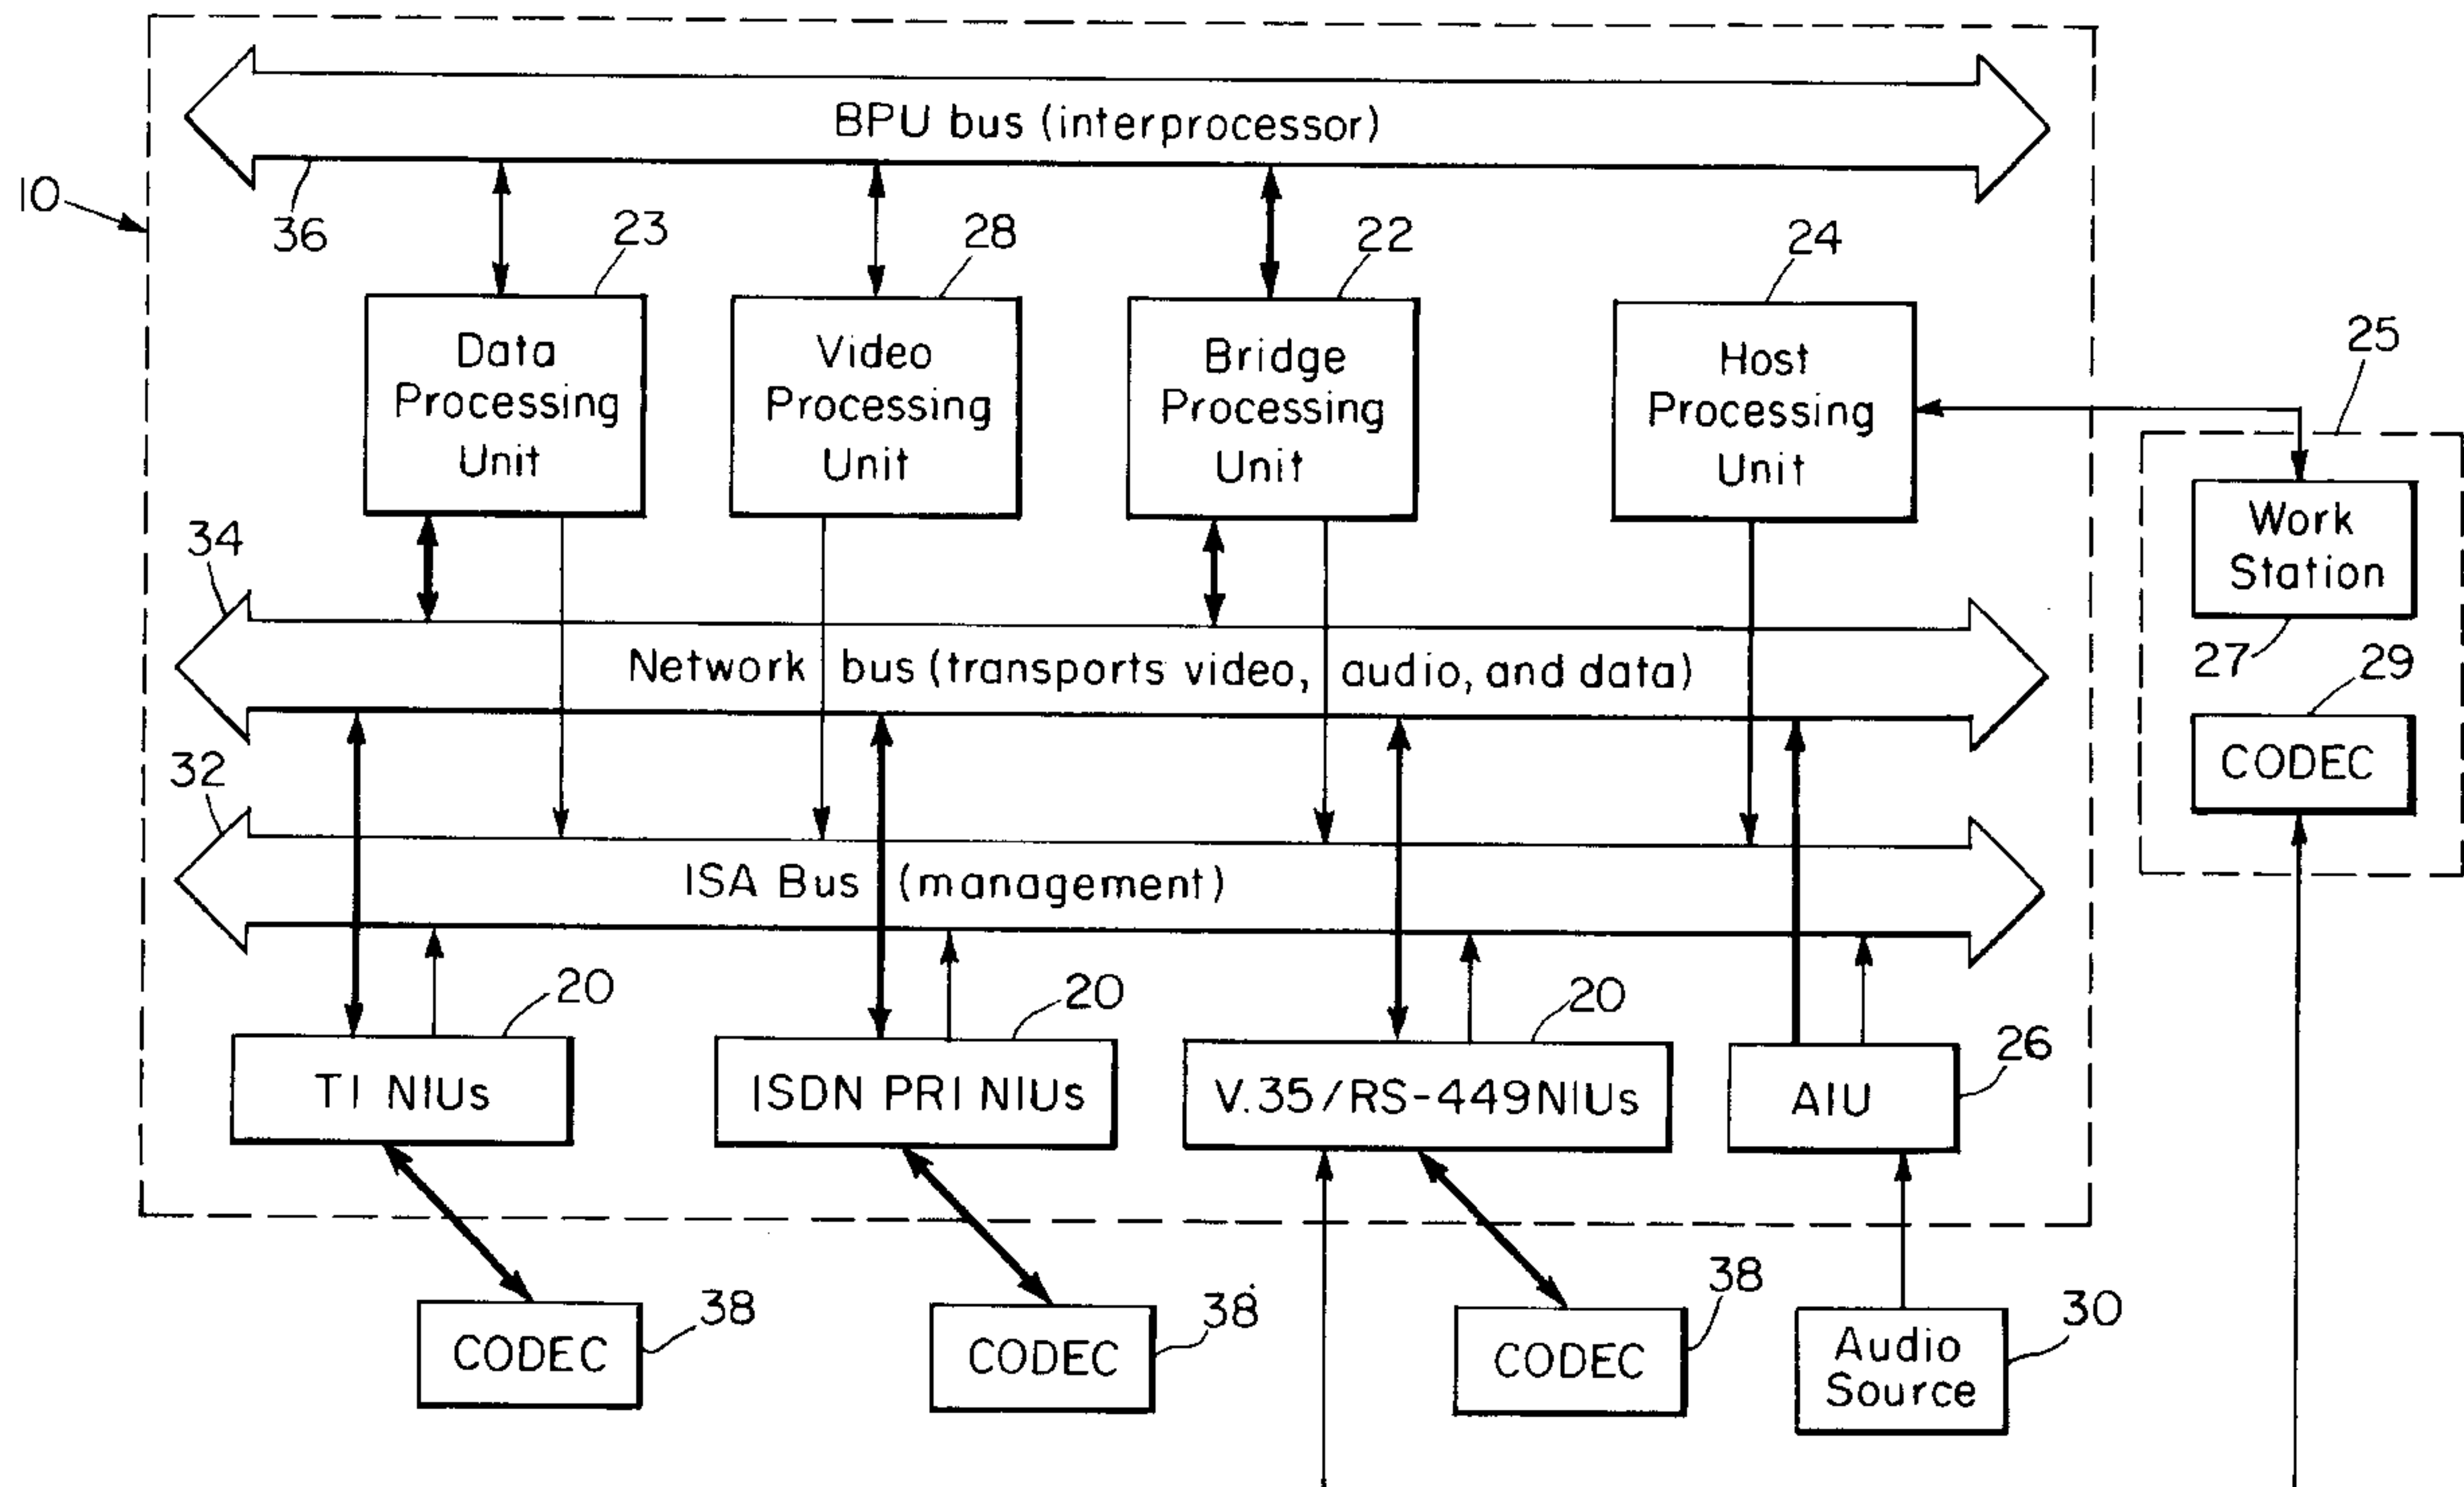 BPU bus (interprocessor)
10
36
23
28
22
24
25
Data
Processing
Unit
Video
Processing
Unit
Bridge
Processing
Unit
Host
Processing
Unit
Work
Station
27
29
CODEC
34
Network bus (transports video, audio, and data)
32
ISA Bus (management)
20
20
20
26
T1 NIUs
ISDN PRI NIUs
V.35/RS-449NIUs
AIU
38
38
38
30
CODEC
CODEC
CODEC
Audio
Source